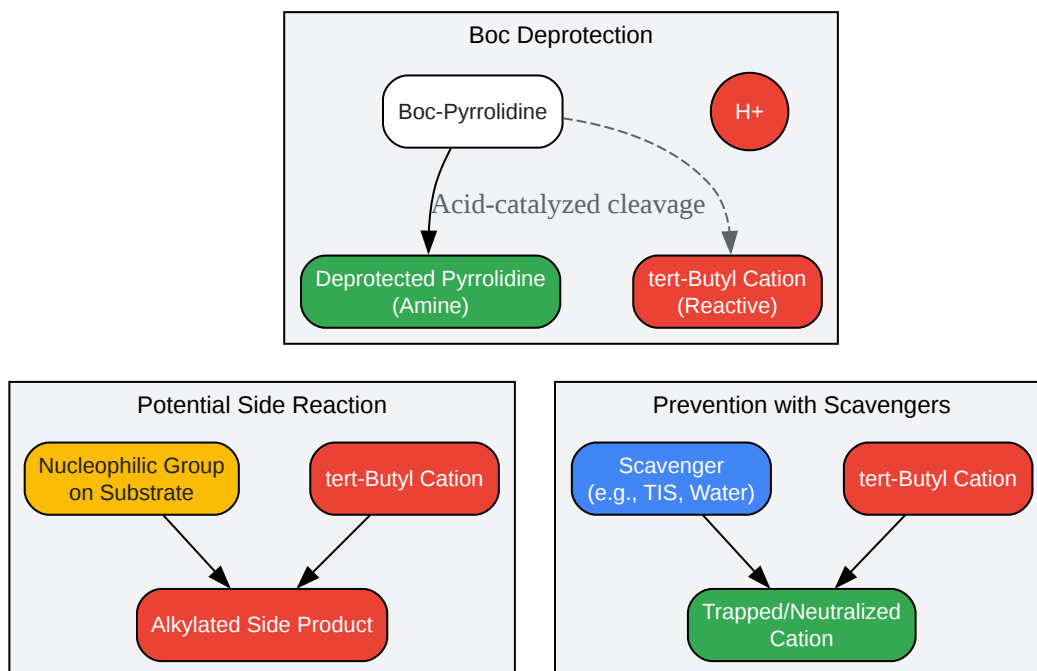 Boc Deprotection
Boc-Pyrrolidine
H+
Acid-catalyzed cleavage
Deprotected Pyrrolidine
(Amine)
tert-Butyl Cation
(Reactive)
Potential Side Reaction
Nucleophilic Group
on Substrate
tert-Butyl Cation
Alkylated Side Product
Prevention with Scavengers
Scavenger
(e.g., TIS, Water)
tert-Butyl Cation
Trapped/Neutralized
Cation